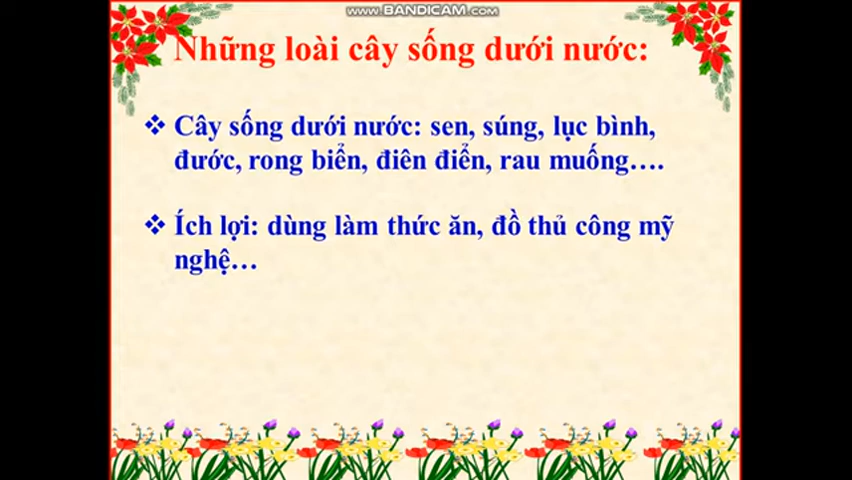 www.BANDICAM.com
Những loài cây sống dưới nước:
❖ Cây sống dưới nước: sen, súng, lục bình,
đước, rong biển, điên điển, rau muống….
❖ Ích lợi: dùng làm thức ăn, đồ thủ công mỹ
nghệ…